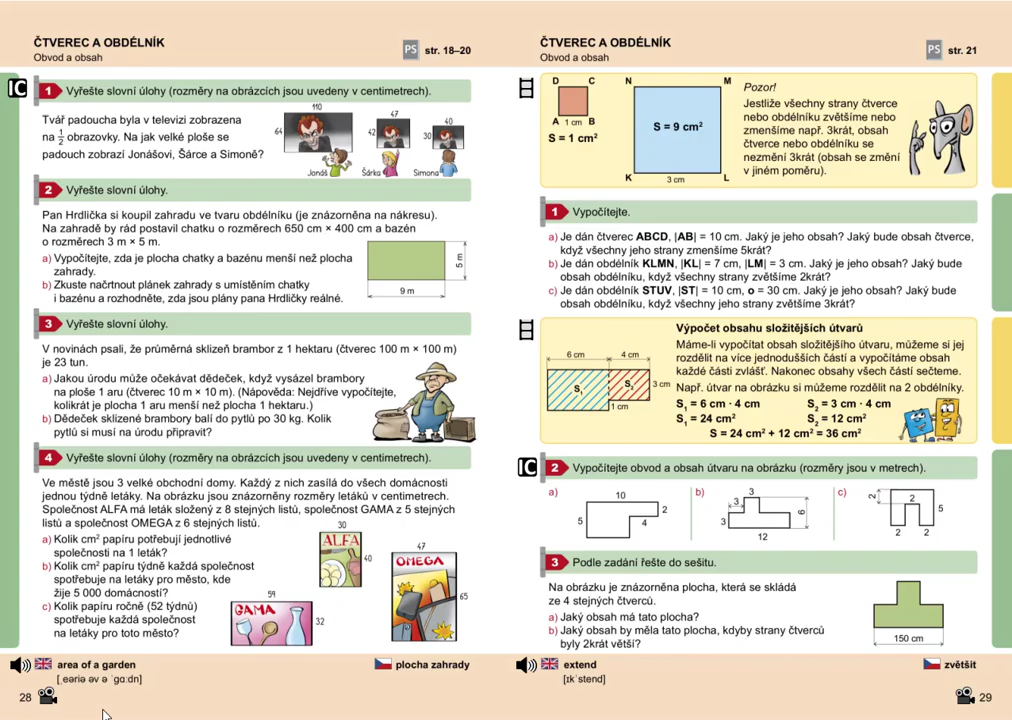 ČTVEREC A OBDÉLNÍK
Obvod a obsah
PS str. 18–20
IC
1 Vyřešte slovní úlohy (rozměry na obrázcích jsou uvedeny v centimetrech).
Tvář padoucha byla v televizi zobrazena
na 1/2 obrazovky. Na jak velké ploše se
padouch zobrazí Jonášovi, Šárce a Simoně?
110
64
47
42
40
30
Jonáš
Šárka
Simona
2 Vyřešte slovní úlohy.
Pan Hrdlička si koupil zahradu ve tvaru obdélníku (je znázorněna na nákresu).
Na zahradě by rád postavil chatku o rozměrech 650 cm × 400 cm a bazén
o rozměrech 3 m × 5 m.
a) Vypočítejte, zda je plocha chatky a bazénu menší než plocha
zahrady.
b) Zkuste načrtnout plánek zahrady s umístěním chatky
i bazénu a rozhodněte, zda jsou plány pana Hrdličky reálné.
5 m
9 m
3 Vyřešte slovní úlohy.
V novinách psali, že průměrná sklizeň brambor z 1 hektaru (čtverec 100 m × 100 m)
je 23 tun.
a) Jakou úrodu může očekávat dědeček, když vysázel brambory
na ploše 1 aru (čtverec 10 m × 10 m). (Nápověda: Nejdříve vypočítejte,
kolikrát je plocha 1 aru menší než plocha 1 hektaru.)
b) Dědeček sklizené brambory balí do pytlů po 30 kg. Kolik
pytlů si musí na úrodu připravit?
4 Vyřešte slovní úlohy (rozměry na obrázcích jsou uvedeny v centimetrech).
Ve městě jsou 3 velké obchodní domy. Každý z nich zasílá do všech domácností
jednou týdně letáky. Na obrázku jsou znázorněny rozměry letáků v centimetrech.
Společnost ALFA má leták složený z 8 stejných listů, společnost GAMA z 5 stejných
listů a společnost OMEGA z 6 stejných listů.
a) Kolik cm² papíru potřebují jednotlivé
společnosti na 1 leták?
b) Kolik cm² papíru týdně každá společnost
spotřebuje na letáky pro město, kde
žije 5 000 domácností?
c) Kolik papíru ročně (52 týdnů)
spotřebuje každá společnost
na letáky pro toto město?
30
ALFA
40
47
OMEGA
65
59
GAMA
32
area of a garden
[ˌeəriə əv ə ˈgɑːdn]
plocha zahrady
28
ČTVEREC A OBDÉLNÍK
Obvod a obsah
PS str. 21
D C
A 1 cm B
S = 1 cm²
N M
S = 9 cm²
K 3 cm L
Pozor!
Jestliže všechny strany čtverce
nebo obdélníku zvětšíme nebo
zmenšíme např. 3krát, obsah
čtverce nebo obdélníku se
nezmění 3krát (obsah se změní
v jiném poměru).
1 Vypočítejte.
a) Je dán čtverec ABCD, |AB| = 10 cm. Jaký je jeho obsah? Jaký bude obsah čtverce,
když všechny jeho strany zmenšíme 5krát?
b) Je dán obdélník KLMN, |KL| = 7 cm, |LM| = 3 cm. Jaký je jeho obsah? Jaký bude
obsah obdélníku, když všechny strany zvětšíme 2krát?
c) Je dán obdélník STUV, |ST| = 10 cm, o = 30 cm. Jaký je jeho obsah? Jaký bude
obsah obdélníku, když všechny jeho strany zvětšíme 3krát?
Výpočet obsahu složitějších útvarů
Máme-li vypočítat obsah složitějšího útvaru, můžeme si jej
rozdělit na více jednodušších částí a vypočítáme obsah
každé části zvlášť. Nakonec obsahy všech částí sečteme.
Např. útvar na obrázku si můžeme rozdělit na 2 obdélníky.
S₁ = 6 cm · 4 cm S₂ = 3 cm · 4 cm
S₁ = 24 cm² S₂ = 12 cm²
S = 24 cm² + 12 cm² = 36 cm²
6 cm
4 cm
S₁
S₂
3 cm
1 cm
IC
2 Vypočítejte obvod a obsah útvaru na obrázku (rozměry jsou v metrech).
a)
10
5
2
4
b)
3
3
3
6
12
c)
2
2
5
2 2
3 Podle zadání řešte do sešitu.
Na obrázku je znázorněna plocha, která se skládá
ze 4 stejných čtverců.
a) Jaký obsah má tato plocha?
b) Jaký obsah by měla tato plocha, kdyby strany čtverců
byly 2krát větší?
150 cm
extend
[ɪkˈstend]
zvětšit
29